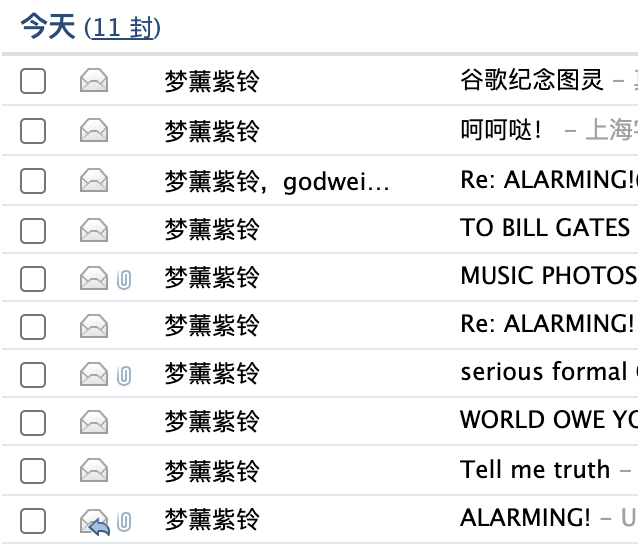 今天 (11 封)
梦薰紫铃 谷歌纪念图灵 –
梦薰紫铃 呵呵哒！ – 上海
梦薰紫铃，godwei... Re: ALARMING!
梦薰紫铃 TO BILL GATES
梦薰紫铃 MUSIC PHOTOS
梦薰紫铃 Re: ALARMING!
梦薰紫铃 serious formal
梦薰紫铃 WORLD OWE YO
梦薰紫铃 Tell me truth –
梦薰紫铃 ALARMING! – U